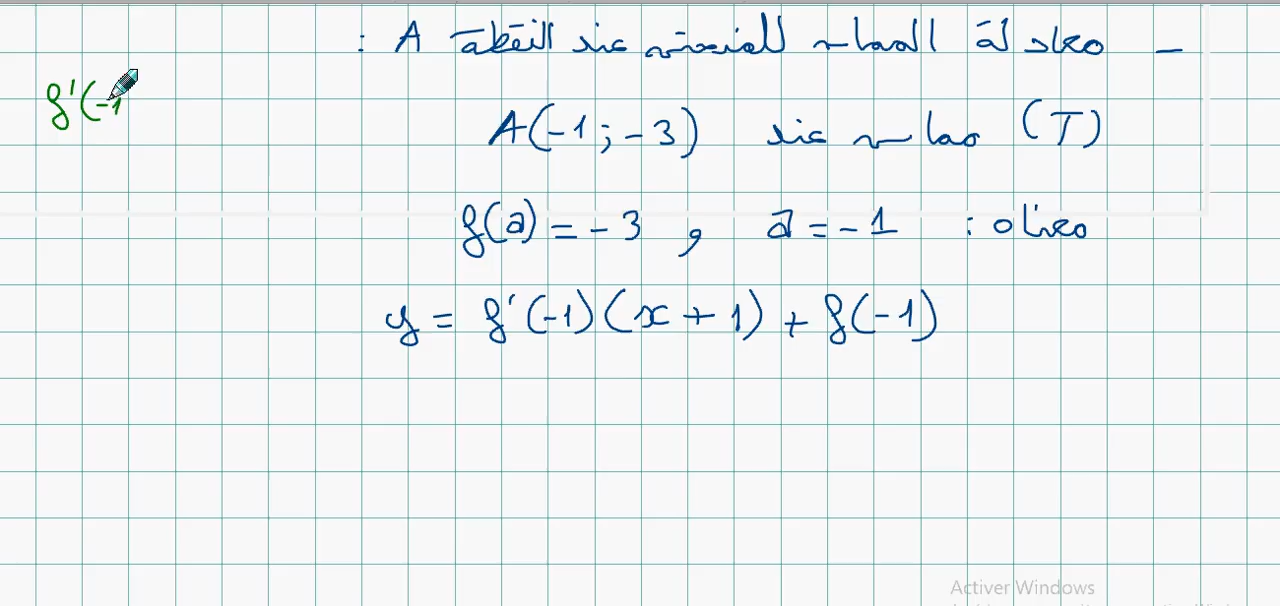 – معادلة المماس للمنحنى عند النقطة A :
(T) مماس عند A(-1 ; -3)
معناه : a = -1 و f(a) = -3
y = f'(-1)(x + 1) + f(-1)
f'(-1
Activer Windows